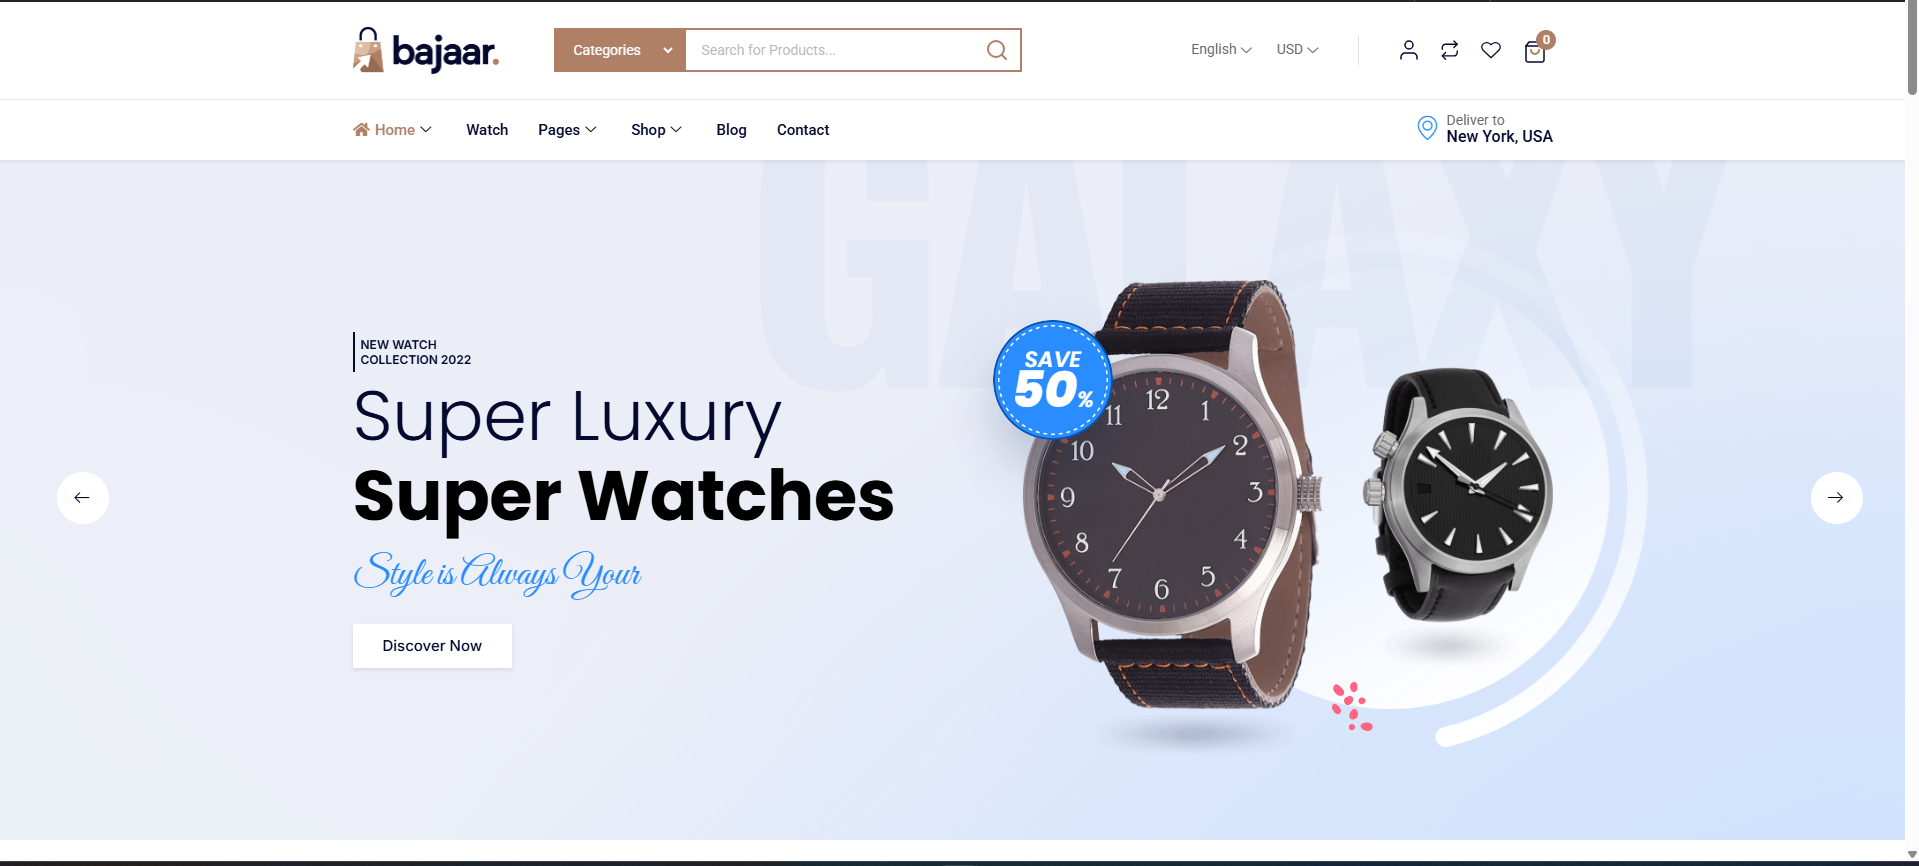 bajaar.
Categories
Search for Products...
English
USD
0
Home
Watch
Pages
Shop
Blog
Contact
Deliver to
New York, USA
GALAXY
NEW WATCH
COLLECTION 2022
Super Luxury
Super Watches
Style is Always Your
Discover Now
SAVE
50%
12
1
2
3
4
5
6
7
8
9
10
11